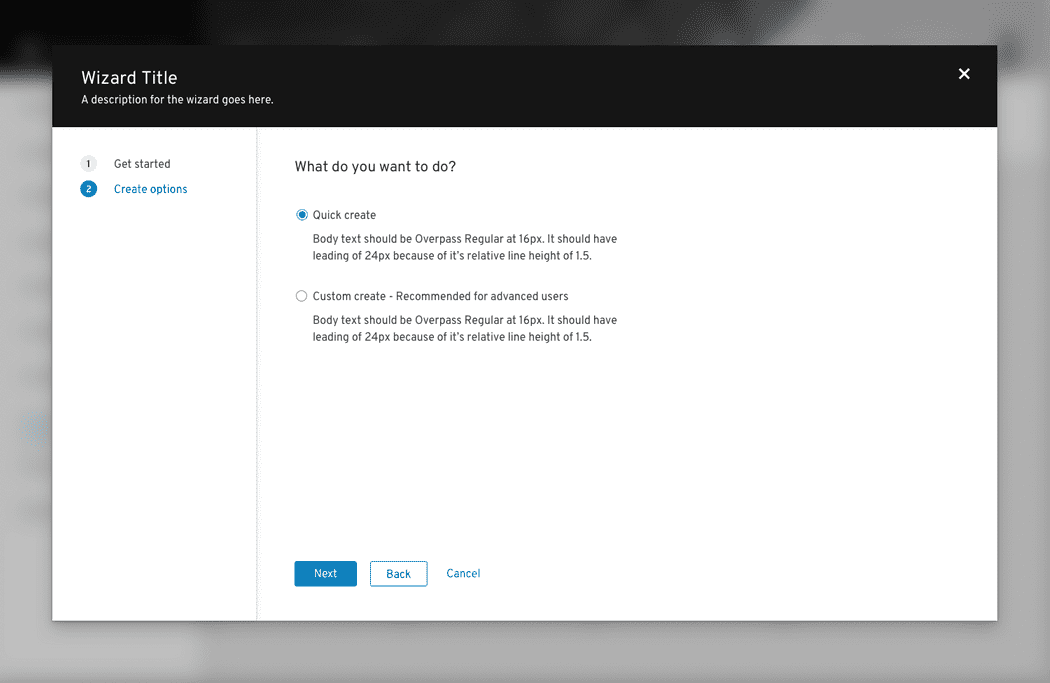 Wizard Title
A description for the wizard goes here.
1 Get started
2 Create options
What do you want to do?
Quick create
Body text should be Overpass Regular at 16px. It should have
leading of 24px because of it's relative line height of 1.5.
Custom create - Recommended for advanced users
Body text should be Overpass Regular at 16px. It should have
leading of 24px because of it's relative line height of 1.5.
Next Back Cancel